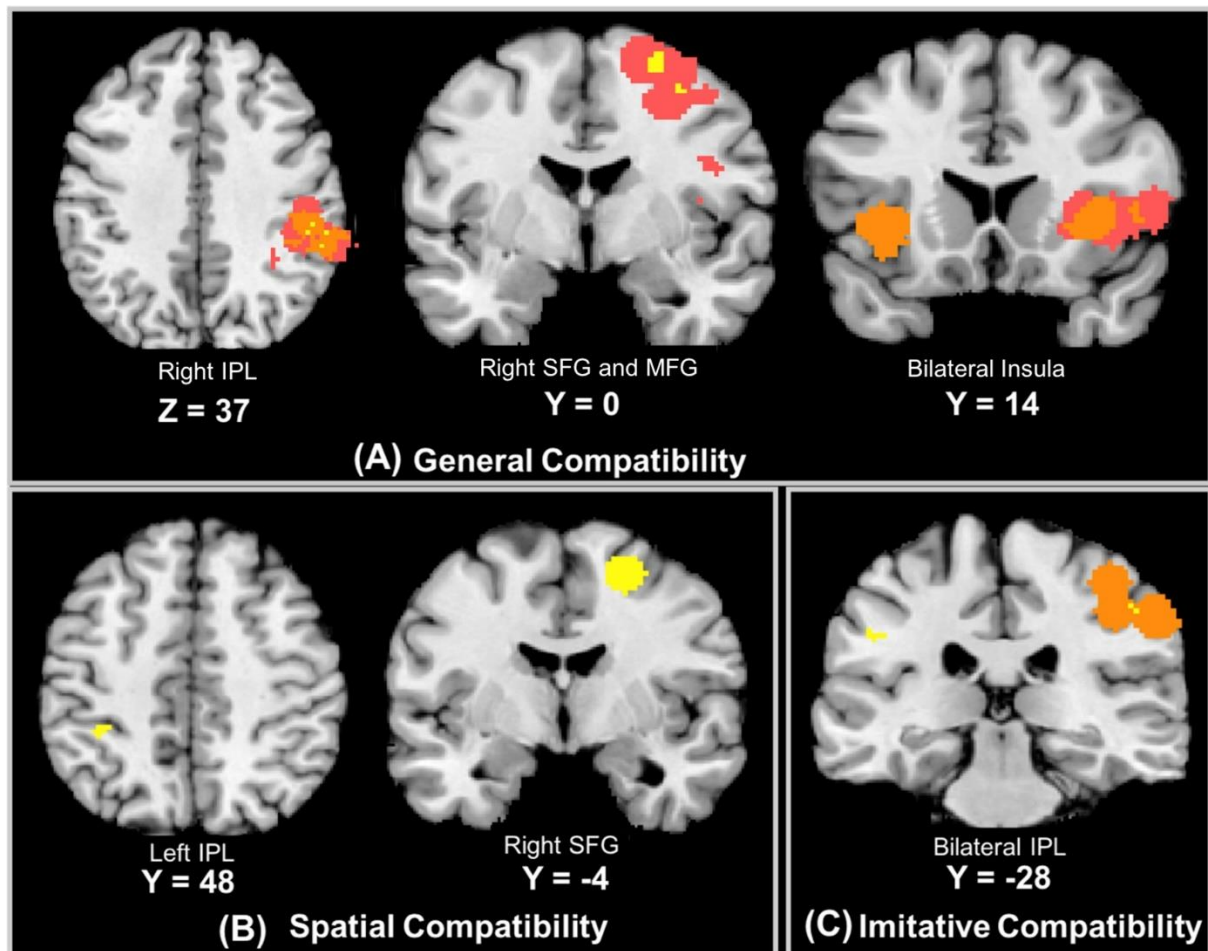 Right IPL
Z = 37
Right SFG and MFG
Y = 0
Bilateral Insula
Y = 14
(A) General Compatibility
Left IPL
Y = 48
Right SFG
Y = -4
(B) Spatial Compatibility
Bilateral IPL
Y = -28
(C) Imitative Compatibility